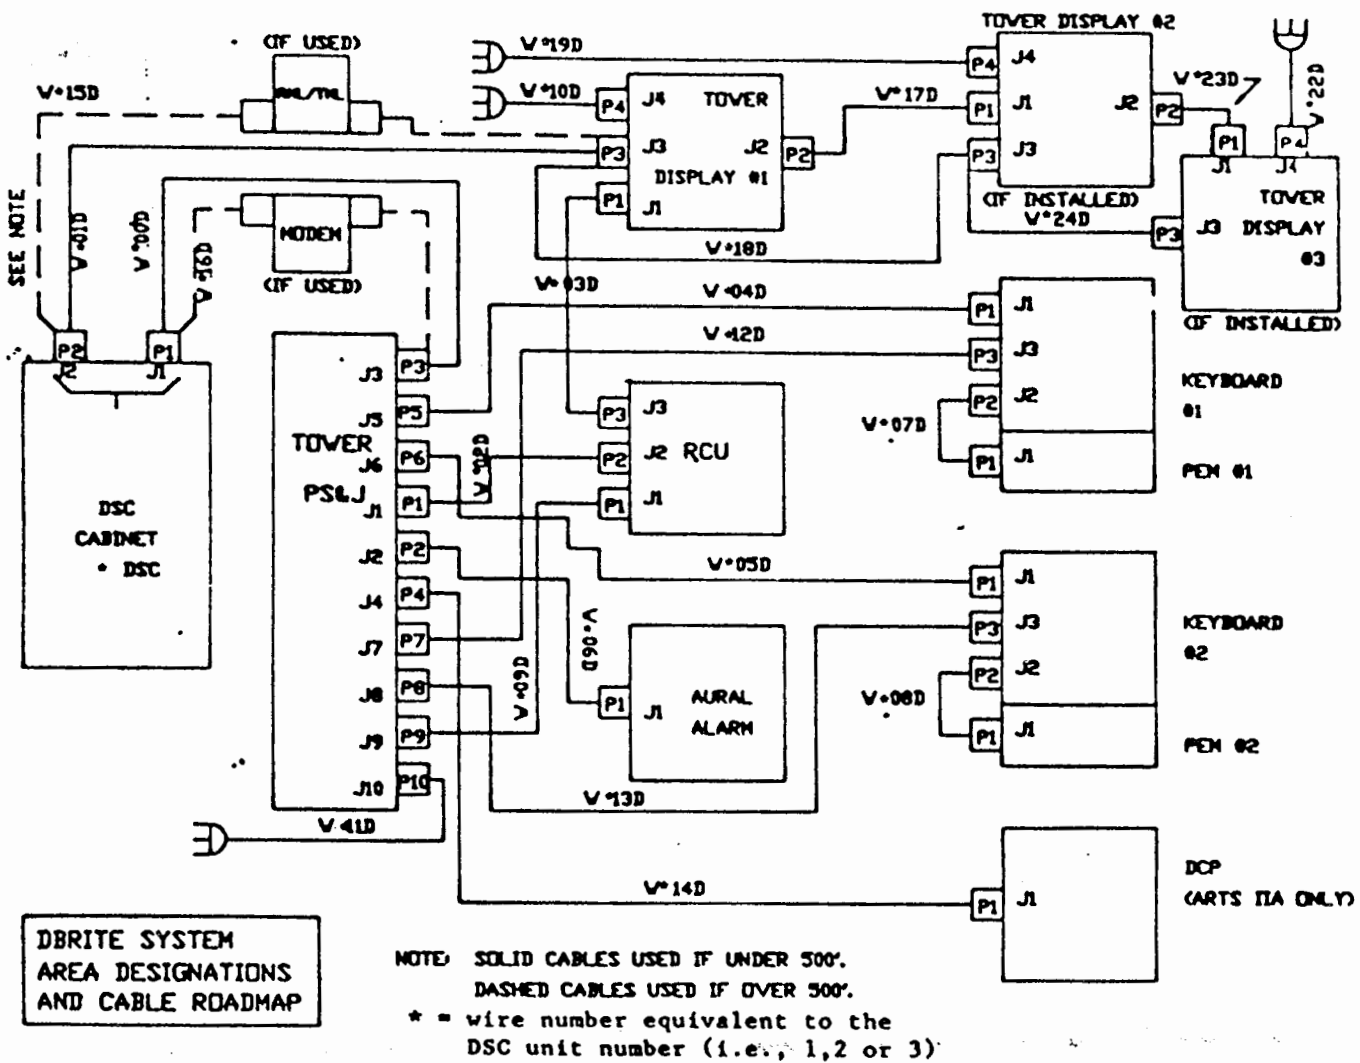 TOWER DISPLAY #2
(IF USED)
W*19D
P4
J4
W*23D
W*22D
W*15D
RML/TML
W*10D
P4
J4
TOWER
W*17D
P1
J1
J2
P2
P3
J3
J2
P2
P3
J3
P1
P4
J1
J4
DISPLAY #1
P1
J1
(IF INSTALLED)
W*24D
TOWER
P3
J3
DISPLAY
#3
SEE NOTE
W*01D
W*00D
W*16D
MODEM
(IF USED)
W*18D
W*03D
W*04D
P1
J1
(IF INSTALLED)
W*12D
P2
P1
J2
J1
P3
J3
J3
P3
P2
J2
KEYBOARD
#1
W*07D
P1
J1
PEM #1
J5
P5
P3
J3
TOWER
PS&J
J6
P6
W*02D
P2
J2
RCU
J1
P1
P1
J1
DSC
CABINET
* DSC
J2
P2
W*05D
P1
J1
J4
P4
W*09D
P3
J3
KEYBOARD
#2
J7
P7
W*09D
P2
J2
W*08D
P1
J1
PEM #2
J8
P8
P1
J1
AURAL
ALARM
J9
P9
J10
P10
W*13D
W*11D
W*14D
P1
J1
DCP
(ARTS IIA ONLY)
DBRITE SYSTEM
AREA DESIGNATIONS
AND CABLE ROADMAP
NOTE: SOLID CABLES USED IF UNDER 500'.
DASHED CABLES USED IF OVER 500'.
* = wire number equivalent to the
DSC unit number (i.e., 1,2 or 3)